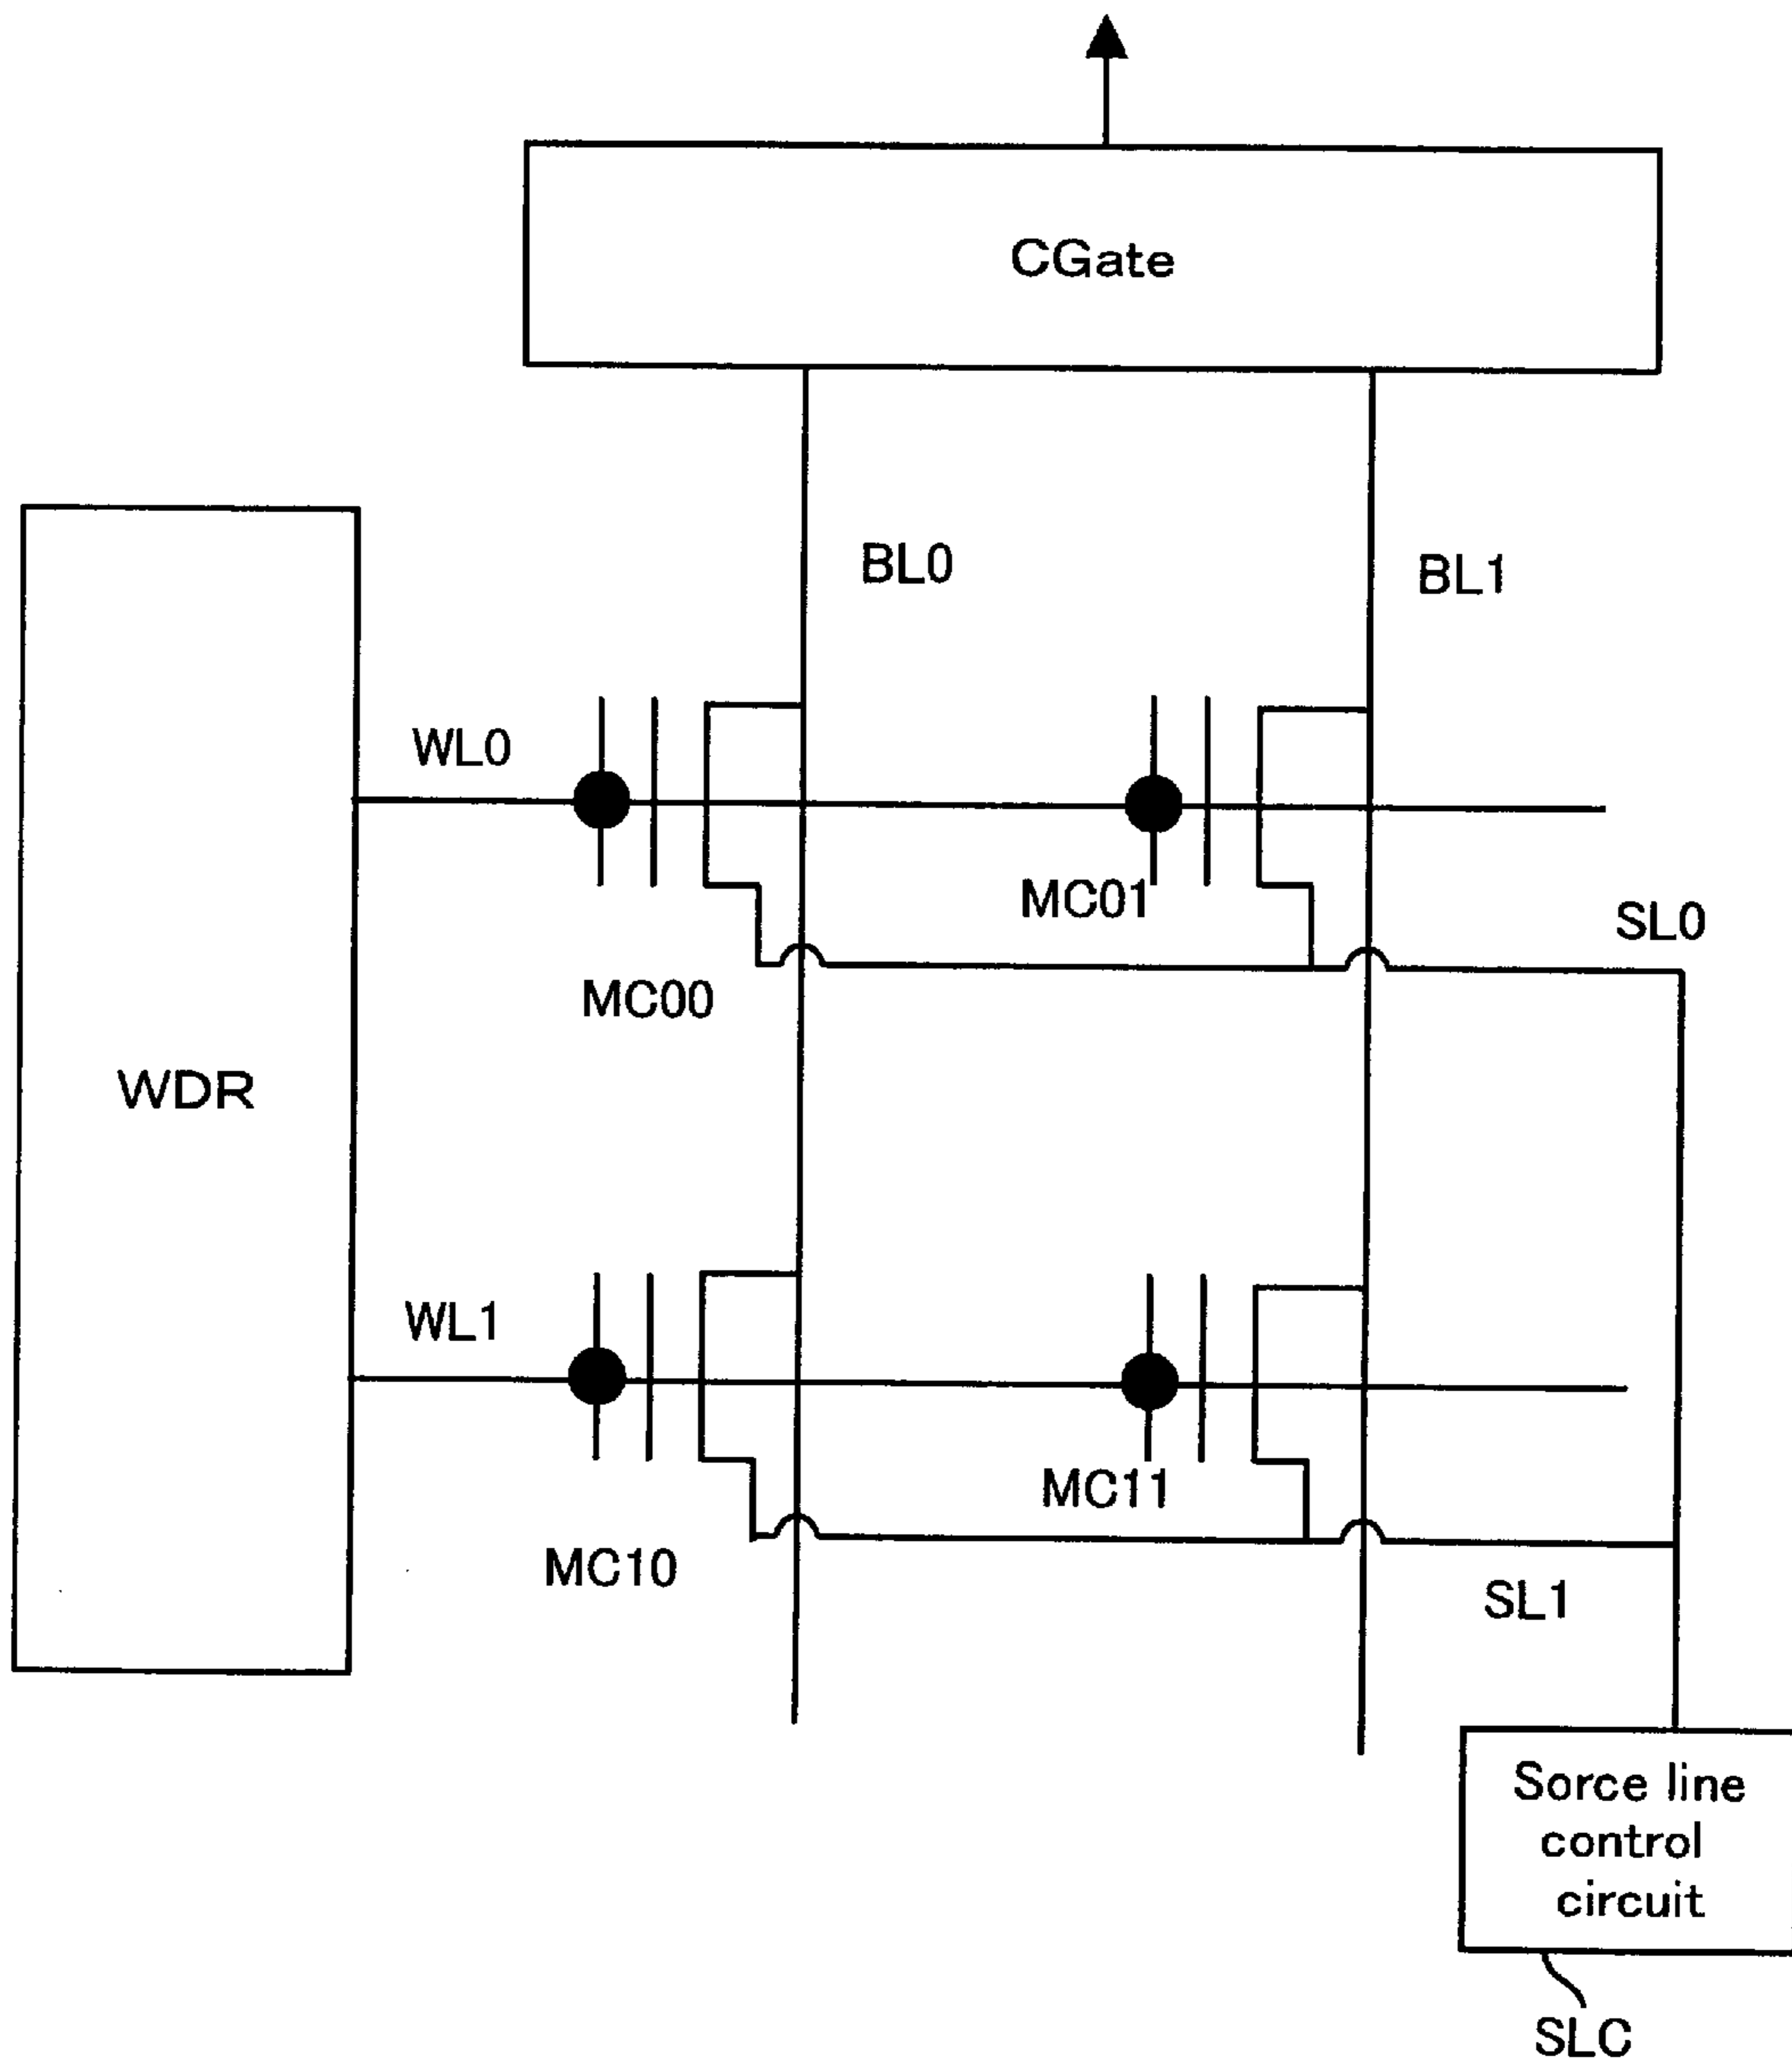 CGate
BL0
BL1
WL0
MC01
SL0
MC00
WDR
WL1
MC11
MC10
SL1
Sorce line
control
circuit
SLC